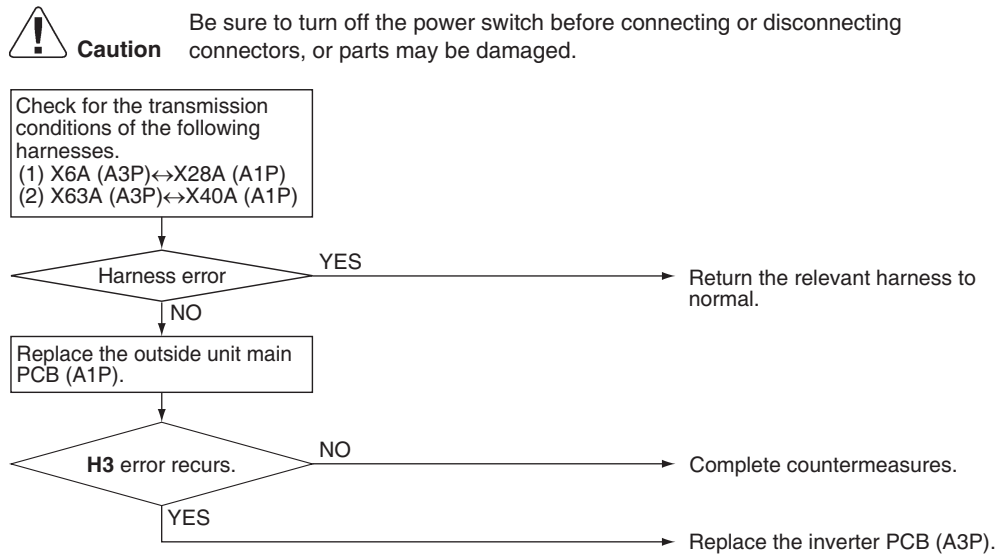 Caution
Be sure to turn off the power switch before connecting or disconnecting
connectors, or parts may be damaged.
Check for the transmission
conditions of the following
harnesses.
(1) X6A (A3P)↔X28A (A1P)
(2) X63A (A3P)↔X40A (A1P)
Harness error
YES
Return the relevant harness to
normal.
NO
Replace the outside unit main
PCB (A1P).
H3 error recurs.
NO
Complete countermeasures.
YES
Replace the inverter PCB (A3P).